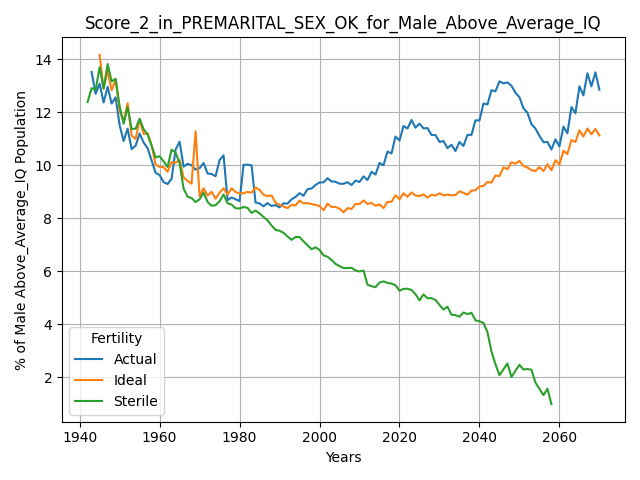 Score_2_in_PREMARITAL_SEX_OK_for_Male_Above_Average_IQ
% of Male Above_Average_IQ Population
14
12
10
8
6
4
2
Fertility
Actual
Ideal
Sterile
1940 1960 1980 2000 2020 2040 2060
Years